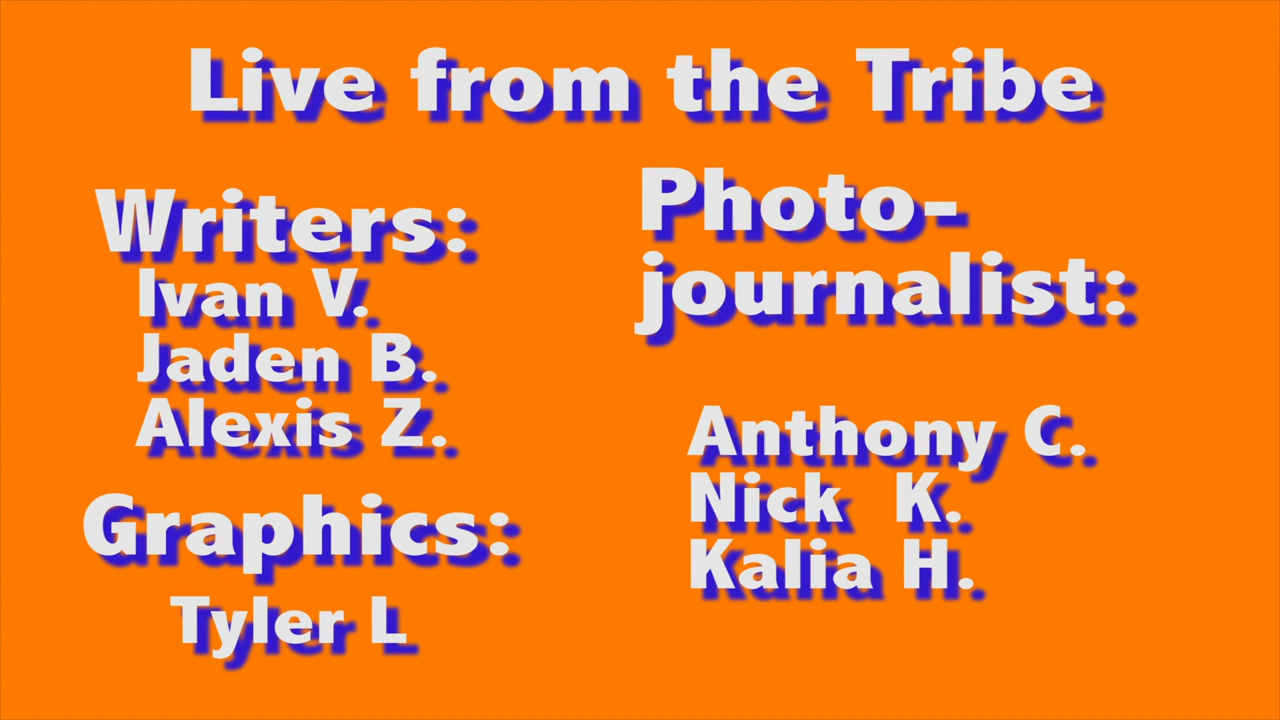 Live from the Tribe
Writers:
Ivan V.
Jaden B.
Alexis Z.
Graphics:
Tyler L
Photo-
journalist:
Anthony C.
Nick K.
Kalia H.